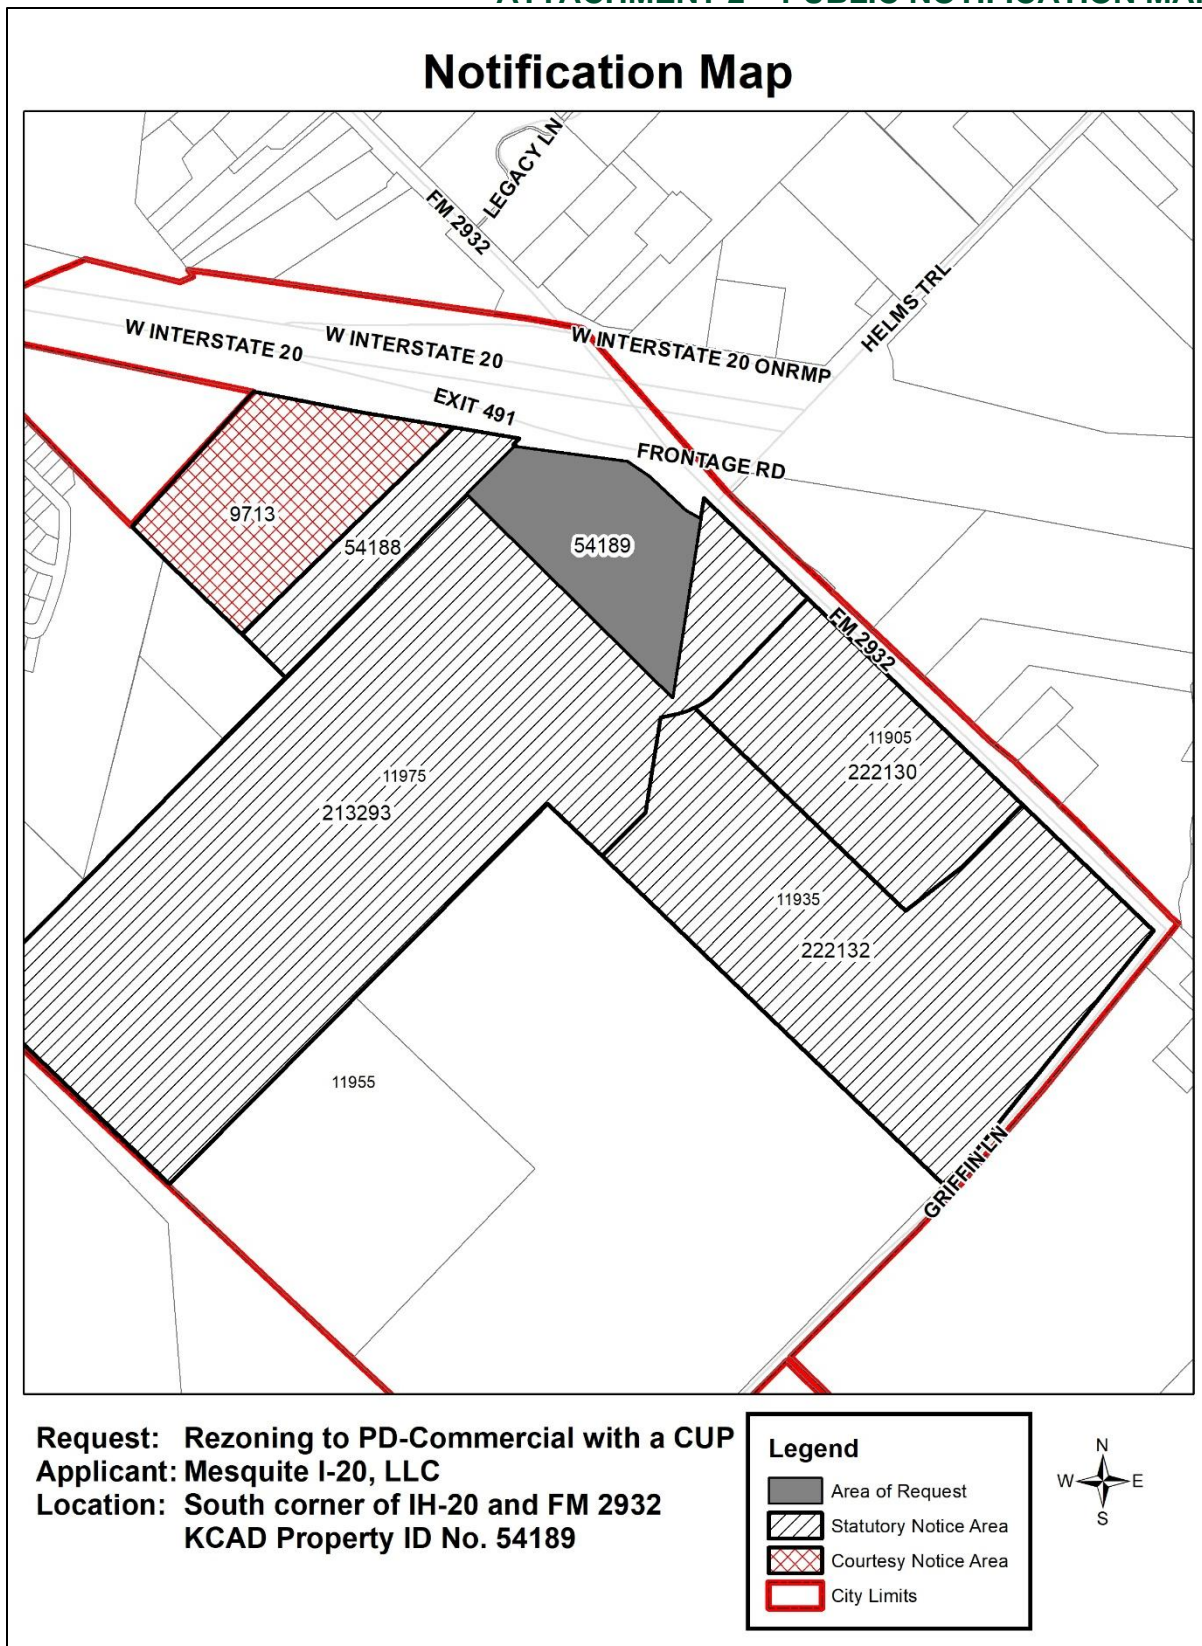 Notification Map
LEGACY LN
FM 2932
HELMS TRL
W INTERSTATE 20
W INTERSTATE 20
W INTERSTATE 20 ONRMP
EXIT 491
FRONTAGE RD
9713
54188
54189
FM 2932
11905
222130
11975
213293
11935
222132
11955
GRIFFIN LN
Request: Rezoning to PD-Commercial with a CUP
Applicant: Mesquite I-20, LLC
Location: South corner of IH-20 and FM 2932
KCAD Property ID No. 54189
Legend
Area of Request
Statutory Notice Area
Courtesy Notice Area
City Limits
N
W E
S